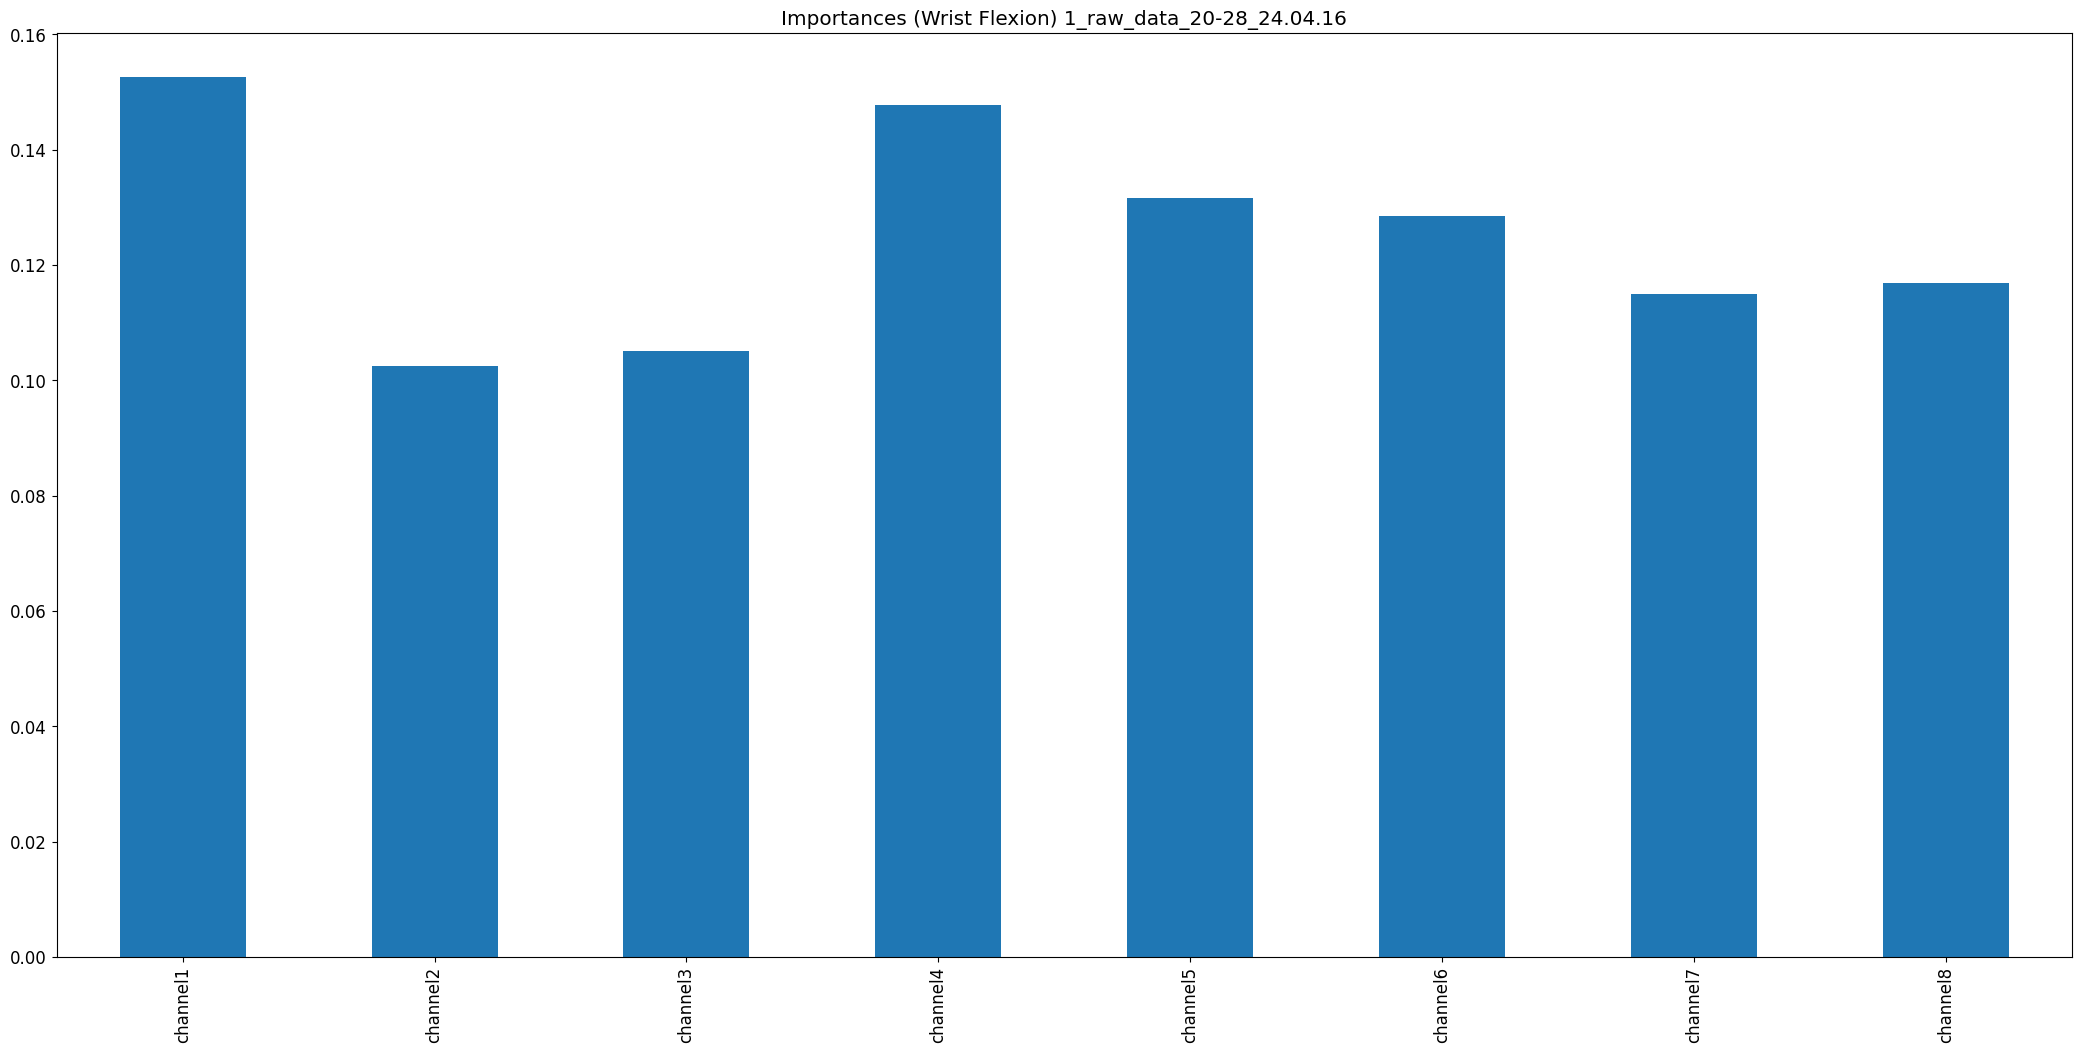 Importances (Wrist Flexion) 1_raw_data_20-28_24.04.16
0.16
0.14
0.12
0.10
0.08
0.06
0.04
0.02
0.00
channel1
channel2
channel3
channel4
channel5
channel6
channel7
channel8